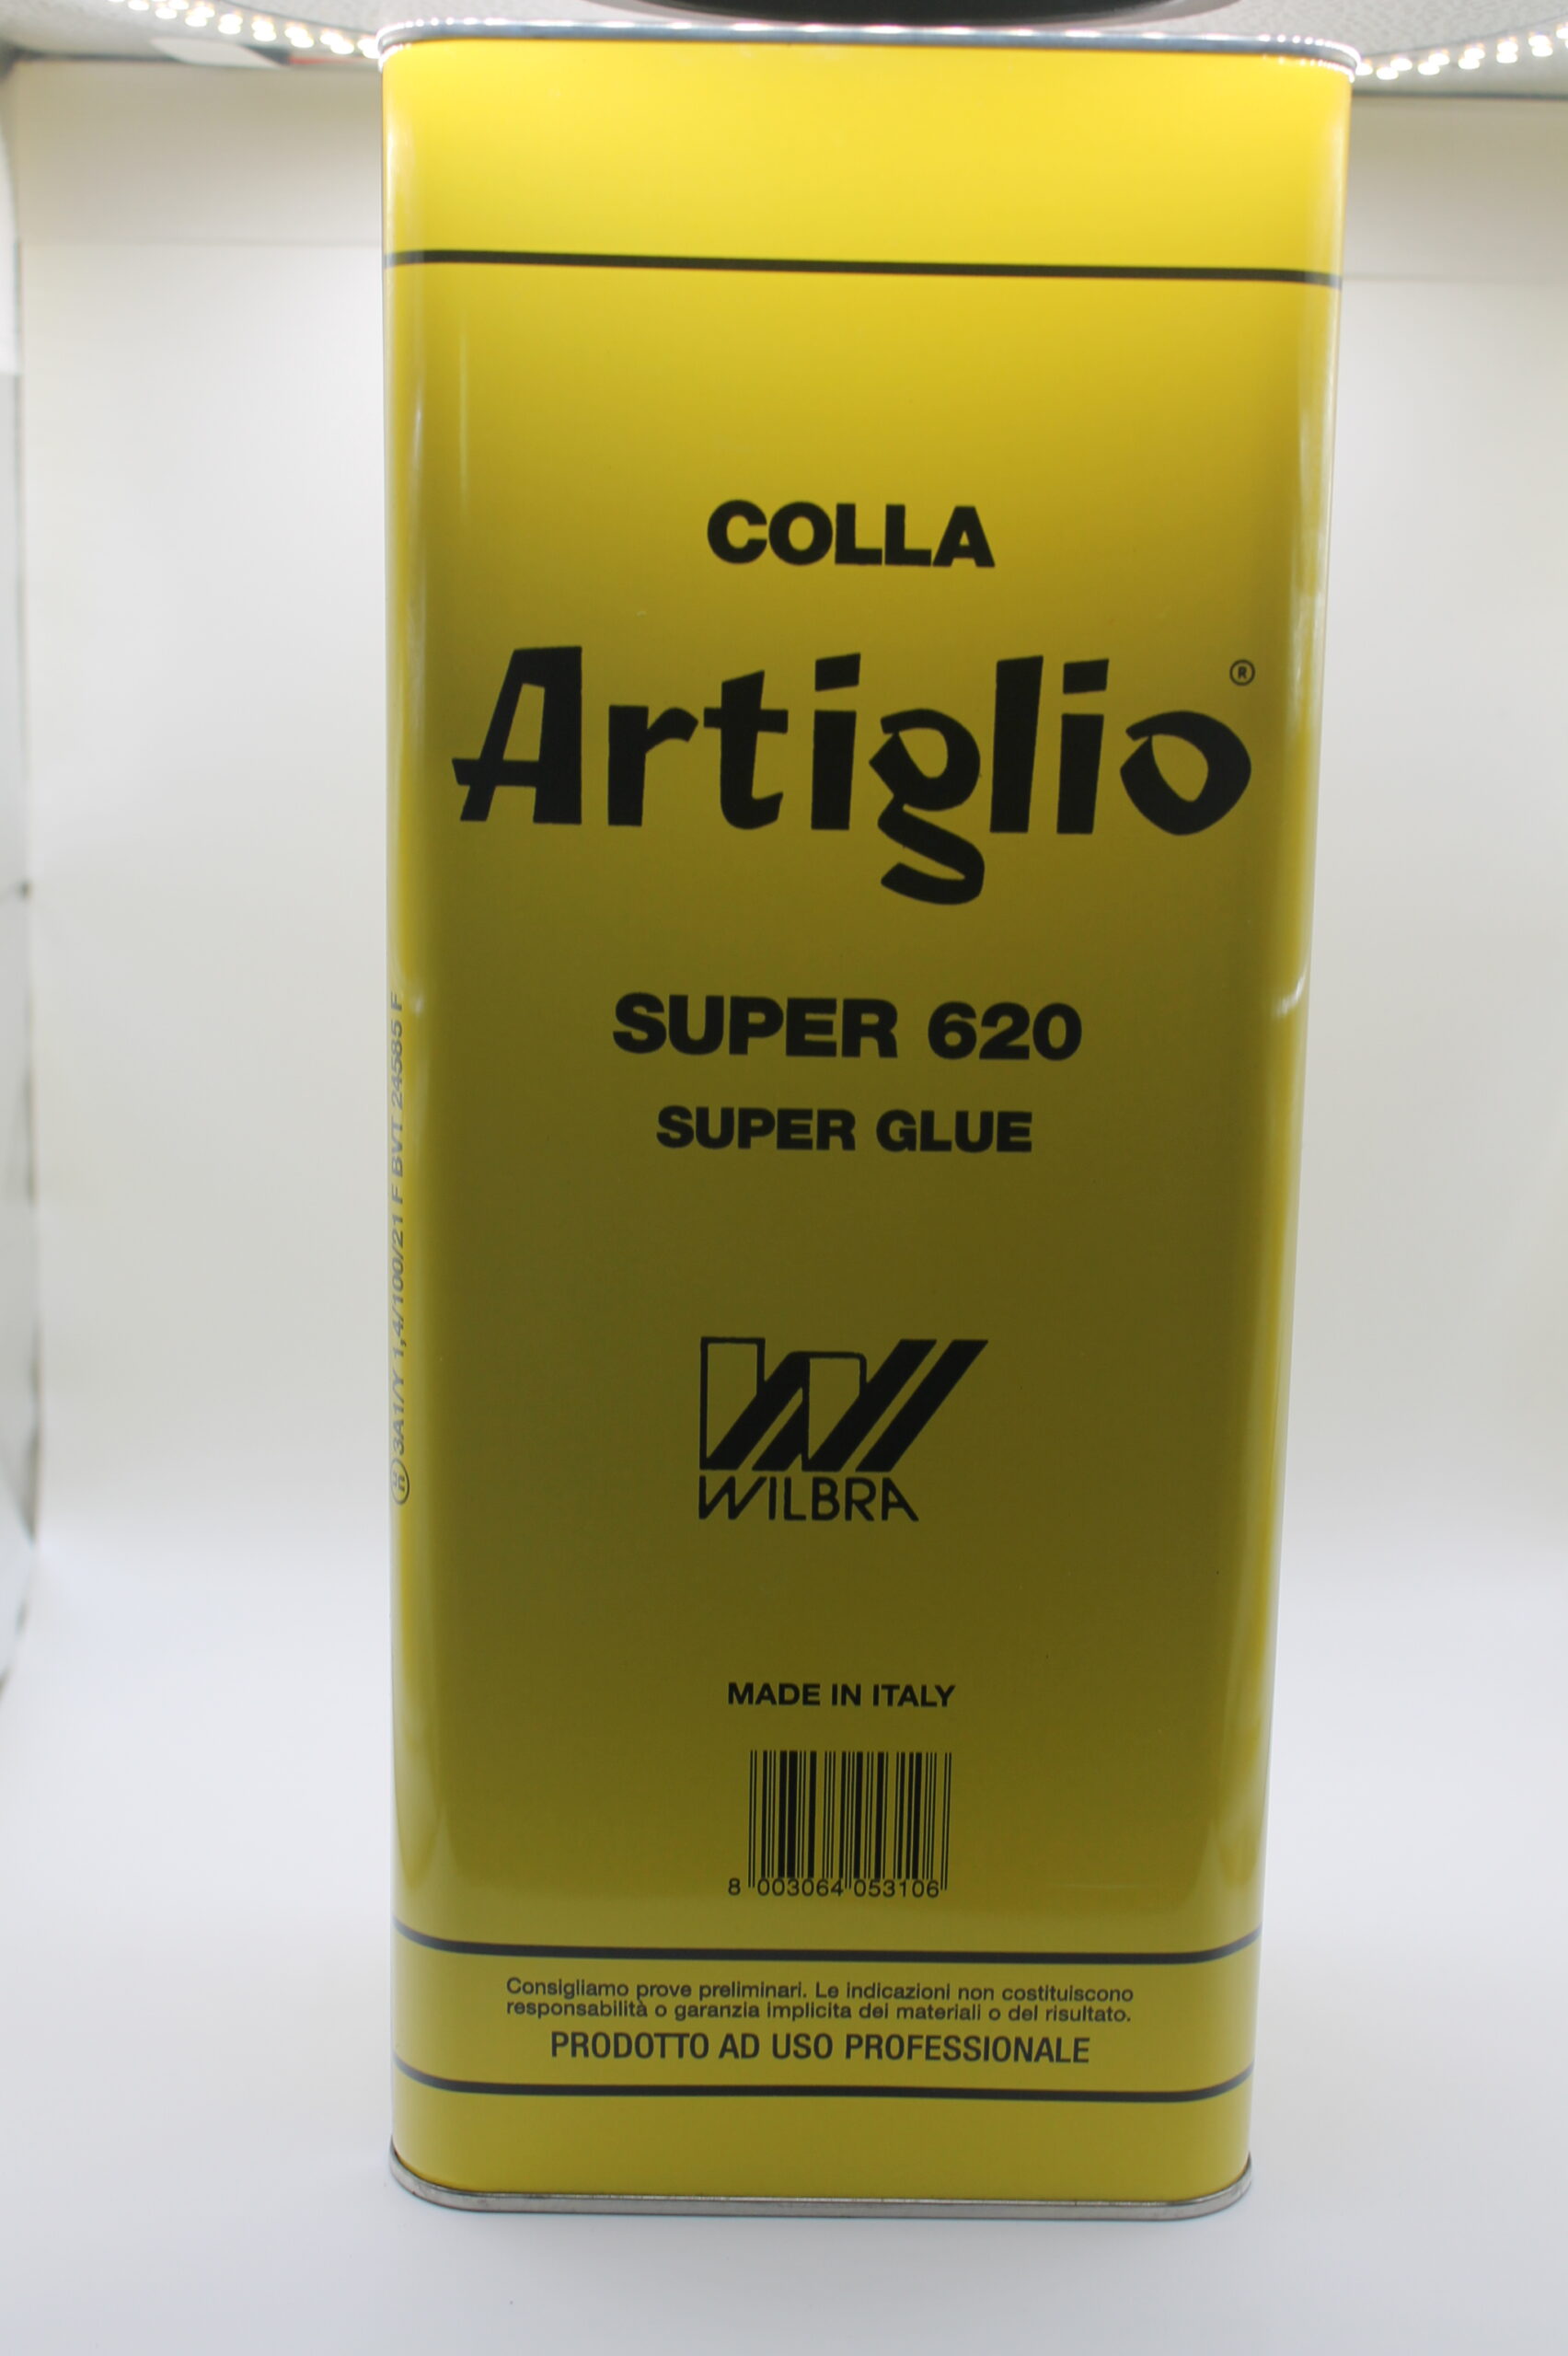 COLLA
Artiglio®
SUPER 620
SUPER GLUE
WILBRA
MADE IN ITALY
8 003064 053106
Consigliamo prove preliminari. Le indicazioni non costituiscono
responsabilità o garanzia implicita dei materiali o del risultato.
PRODOTTO AD USO PROFESSIONALE
3A1/Y 1,4/100/21 F BVT 24585 F